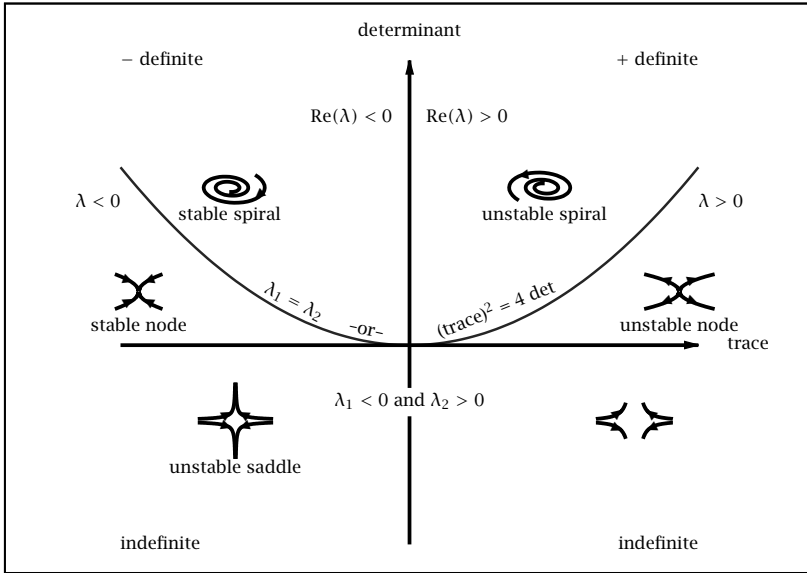 determinant
− definite
+ definite
Re(λ) < 0
Re(λ) > 0
λ < 0
stable spiral
unstable spiral
λ > 0
λ₁ = λ₂
–or–
(trace)² = 4 det
stable node
unstable node
trace
λ₁ < 0 and λ₂ > 0
unstable saddle
indefinite
indefinite